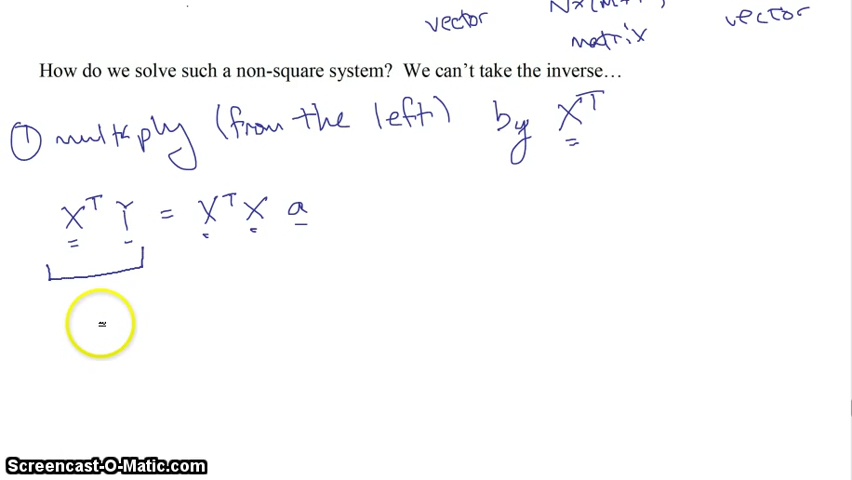 vector
matrix
vector
How do we solve such a non-square system? We can't take the inverse…
① multiply (from the left) by X^T
X^T Y = X^T X a
Screencast-O-Matic.com